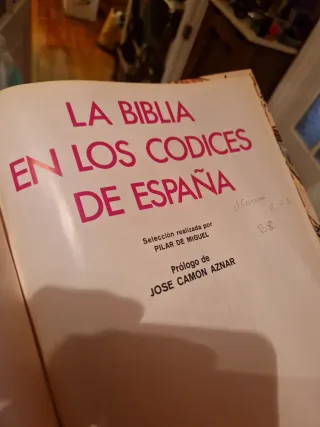 LA BIBLIA
EN LOS CODICES
DE ESPAÑA
Selección realizada por
PILAR DE MIGUEL
Prólogo de
JOSE CAMON AZNAR